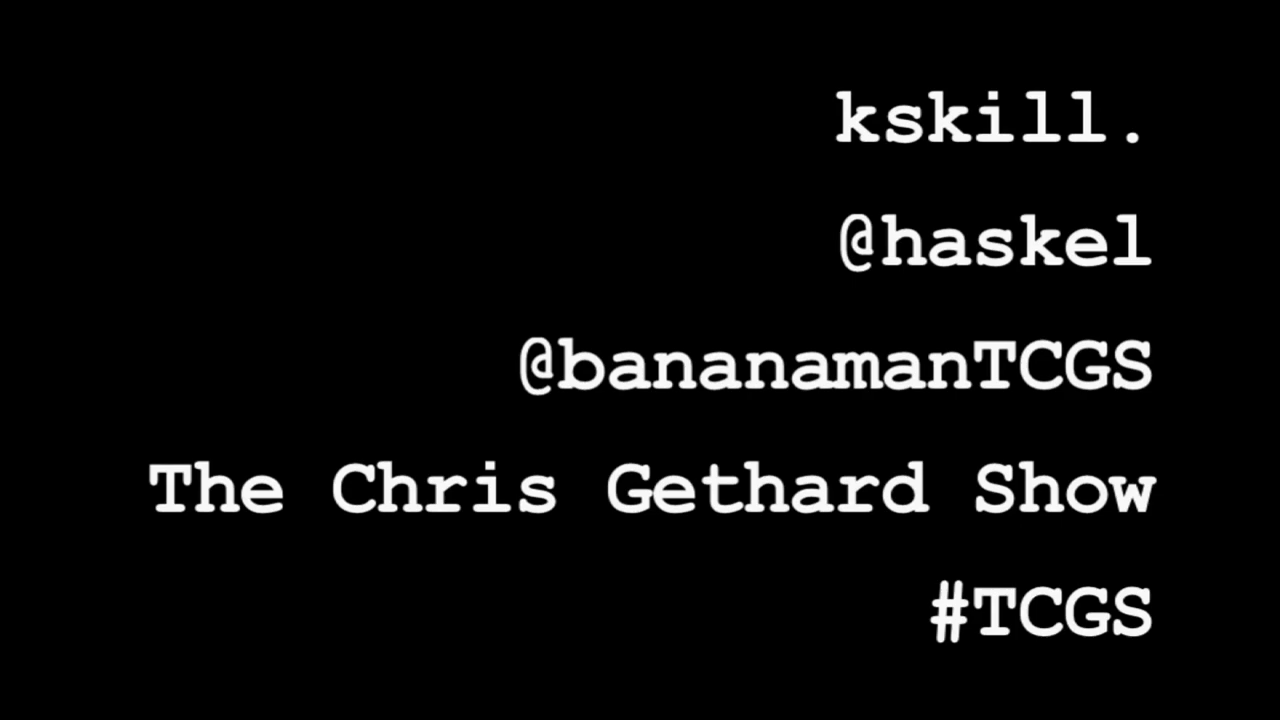 kskill.
@haskel
@bananamanTCGS
The Chris Gethard Show
#TCGS